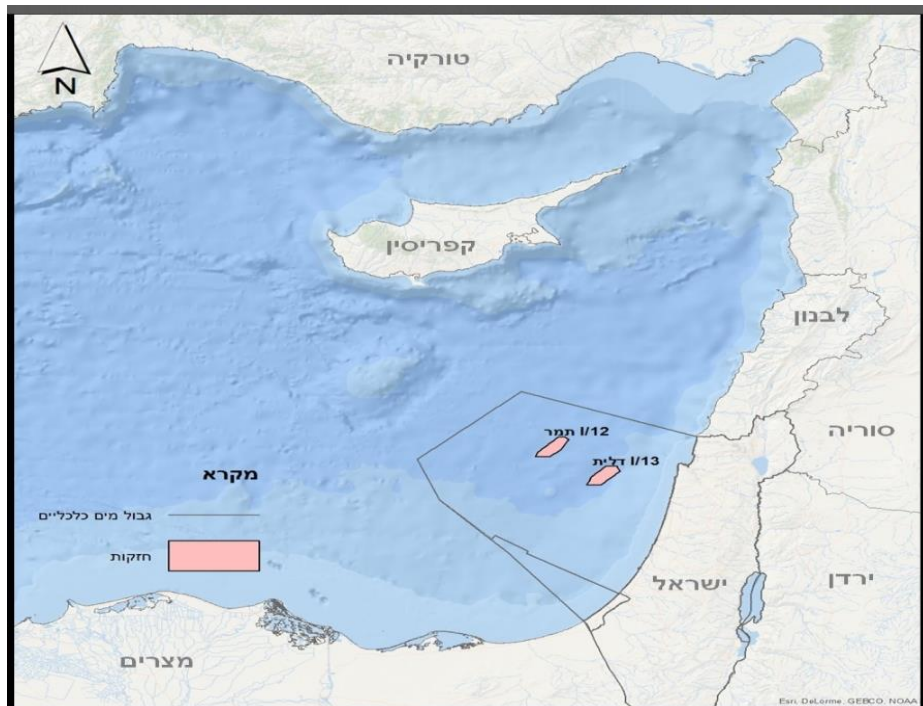 טורקיה
N
קפריסין
לבנון
סוריה
תמר I/12
דלית I/13
מקרא
גבול מים כלכליים
חזקות
ישראל
ירדן
מצרים
Esri, DeLorme, GEBCO, NOAA